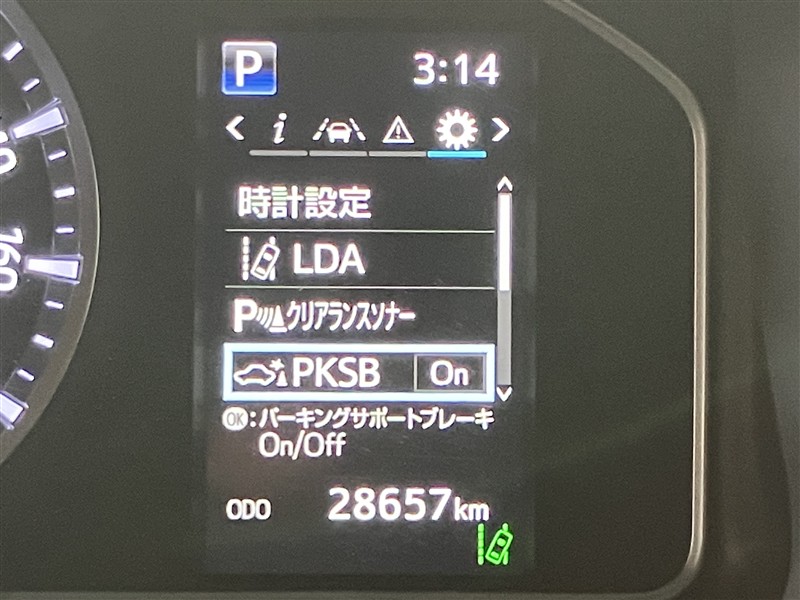 P 3:14
i
時計設定
LDA
Pクリアランスソナー
PKSB On
OK:パーキングサポートブレーキ
On/Off
ODO 28657km
160